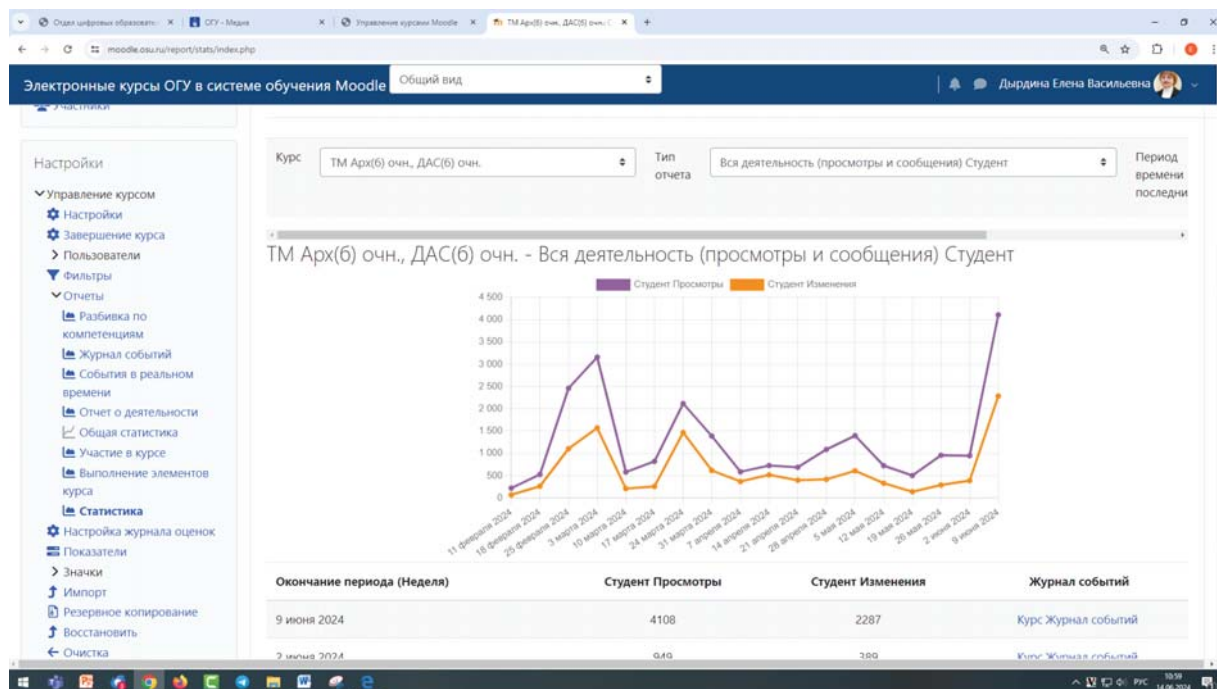 Отдел цифровых образовате
ОГУ - Медиа
Управление курсами Moodle
ТМ Арх(б) очн., ДАС(б) очн.: С
moodle.osu.ru/report/stats/index.php
Электронные курсы ОГУ в системе обучения Moodle
Общий вид
Дырдина Елена Васильевна
Участники
Настройки
Управление курсом
Настройки
Завершение курса
Пользователи
Фильтры
Отчеты
Разбивка по
компетенциям
Журнал событий
События в реальном
времени
Отчет о деятельности
Общая статистика
Участие в курсе
Выполнение элементов
курса
Статистика
Настройка журнала оценок
Показатели
Значки
Импорт
Резервное копирование
Восстановить
Очистка
Курс
ТМ Арх(б) очн., ДАС(б) очн.
Тип
отчета
Вся деятельность (просмотры и сообщения) Студент
Период
времени
последни
ТМ Арх(б) очн., ДАС(б) очн. - Вся деятельность (просмотры и сообщения) Студент
Студент Просмотры
Студент Изменения
4 500
4 000
3 500
3 000
2 500
2 000
1 500
1 000
500
0
11 февраля 2024
18 февраля 2024
25 февраля 2024
3 марта 2024
10 марта 2024
17 марта 2024
24 марта 2024
31 марта 2024
7 апреля 2024
14 апреля 2024
21 апреля 2024
28 апреля 2024
5 мая 2024
12 мая 2024
19 мая 2024
26 мая 2024
2 июня 2024
9 июня 2024
Окончание периода (Неделя) Студент Просмотры Студент Изменения Журнал событий
9 июня 2024 4108 2287 Курс Журнал событий
2 июня 2024 949 389 Курс Журнал событий
РУС
10:59
14.06.2024